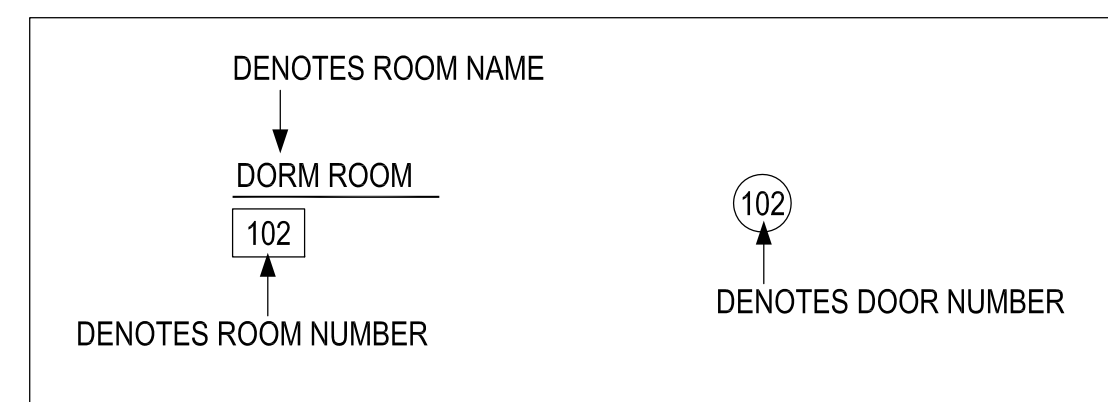 DENOTES ROOM NAME
DORM ROOM
102
DENOTES ROOM NUMBER
102
DENOTES DOOR NUMBER